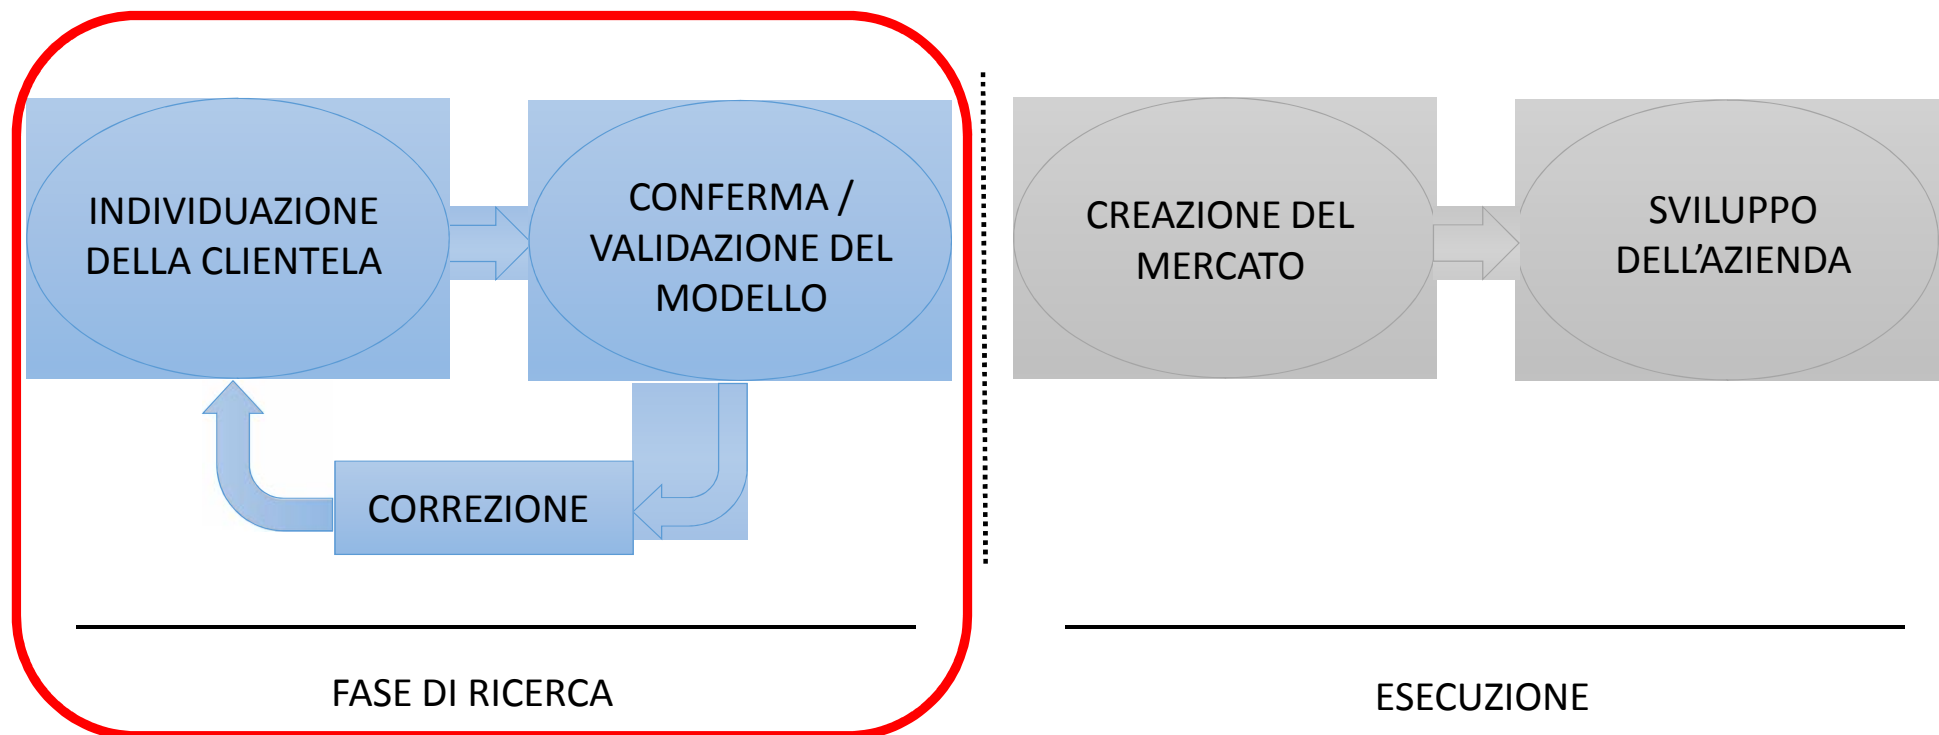 INDIVIDUAZIONE
DELLA CLIENTELA
CONFERMA /
VALIDAZIONE DEL
MODELLO
CREAZIONE DEL
MERCATO
SVILUPPO
DELL’AZIENDA
CORREZIONE
FASE DI RICERCA
ESECUZIONE